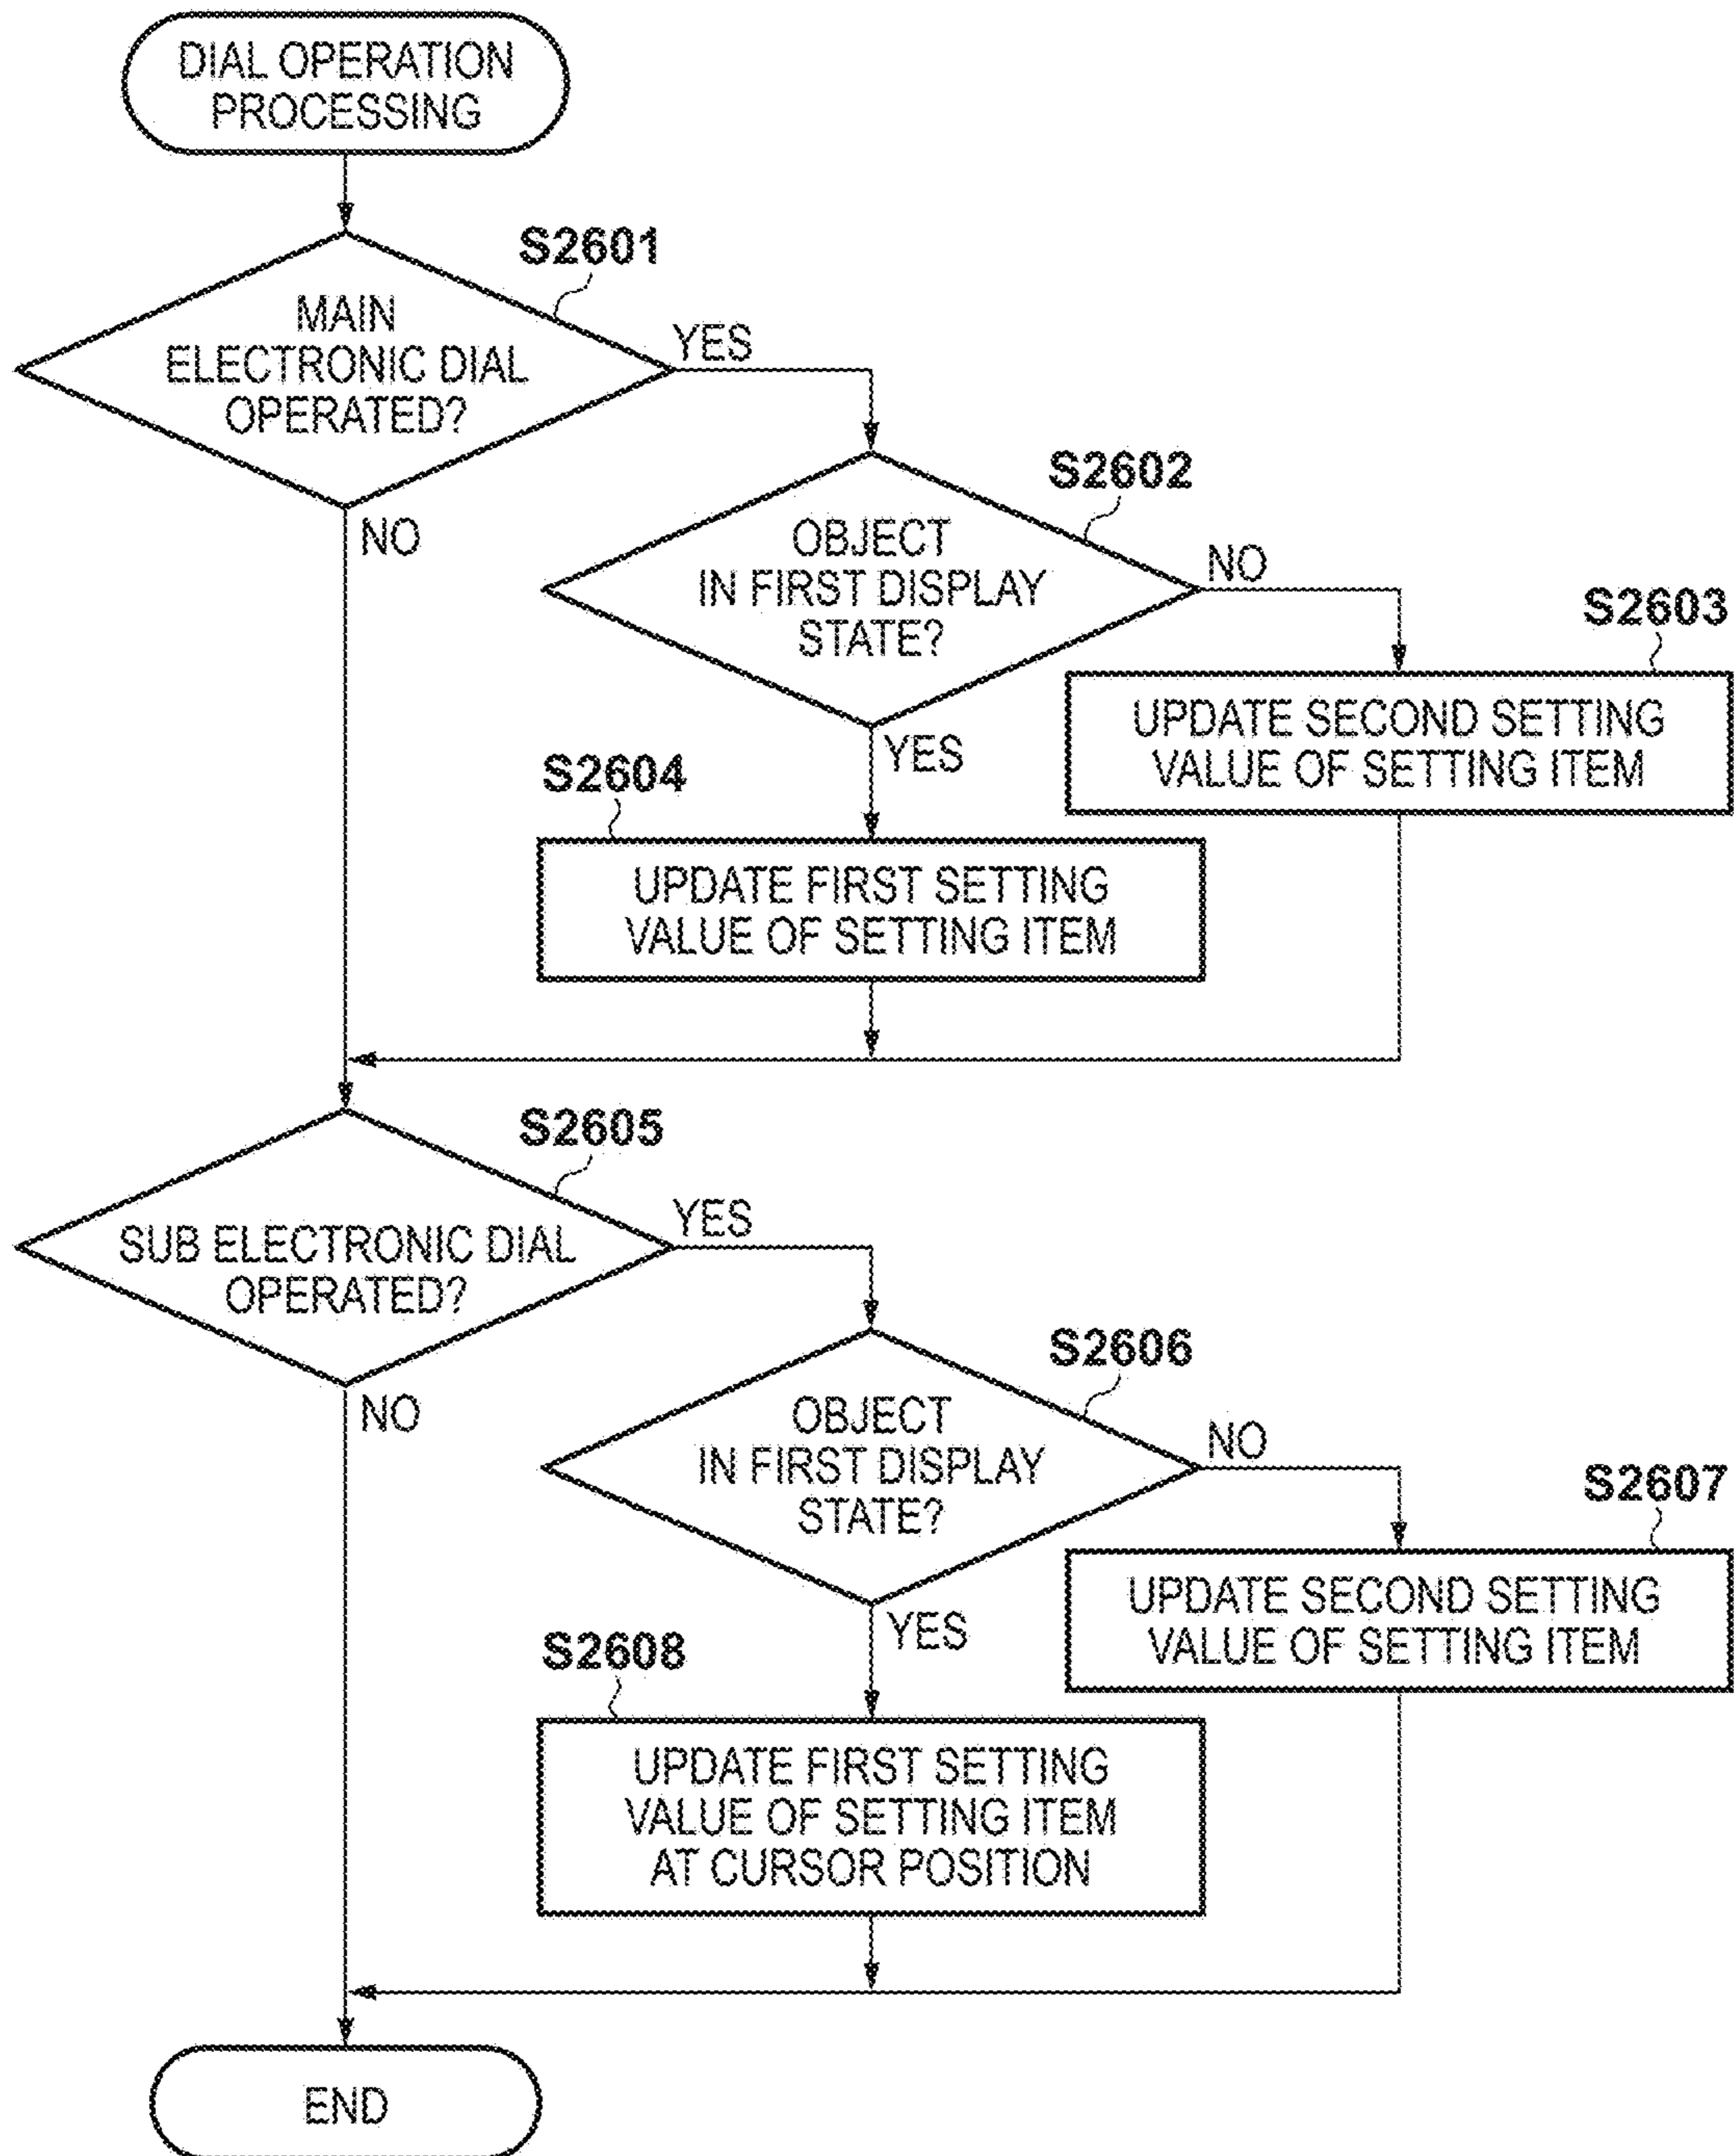 DIAL OPERATION
PROCESSING
S2601
MAIN
ELECTRONIC DIAL
OPERATED?
YES
NO
S2602
OBJECT
IN FIRST DISPLAY
STATE?
NO
YES
S2603
UPDATE SECOND SETTING
VALUE OF SETTING ITEM
S2604
UPDATE FIRST SETTING
VALUE OF SETTING ITEM
S2605
SUB ELECTRONIC DIAL
OPERATED?
YES
NO
S2606
OBJECT
IN FIRST DISPLAY
STATE?
NO
YES
S2607
UPDATE SECOND SETTING
VALUE OF SETTING ITEM
S2608
UPDATE FIRST SETTING
VALUE OF SETTING ITEM
AT CURSOR POSITION
END